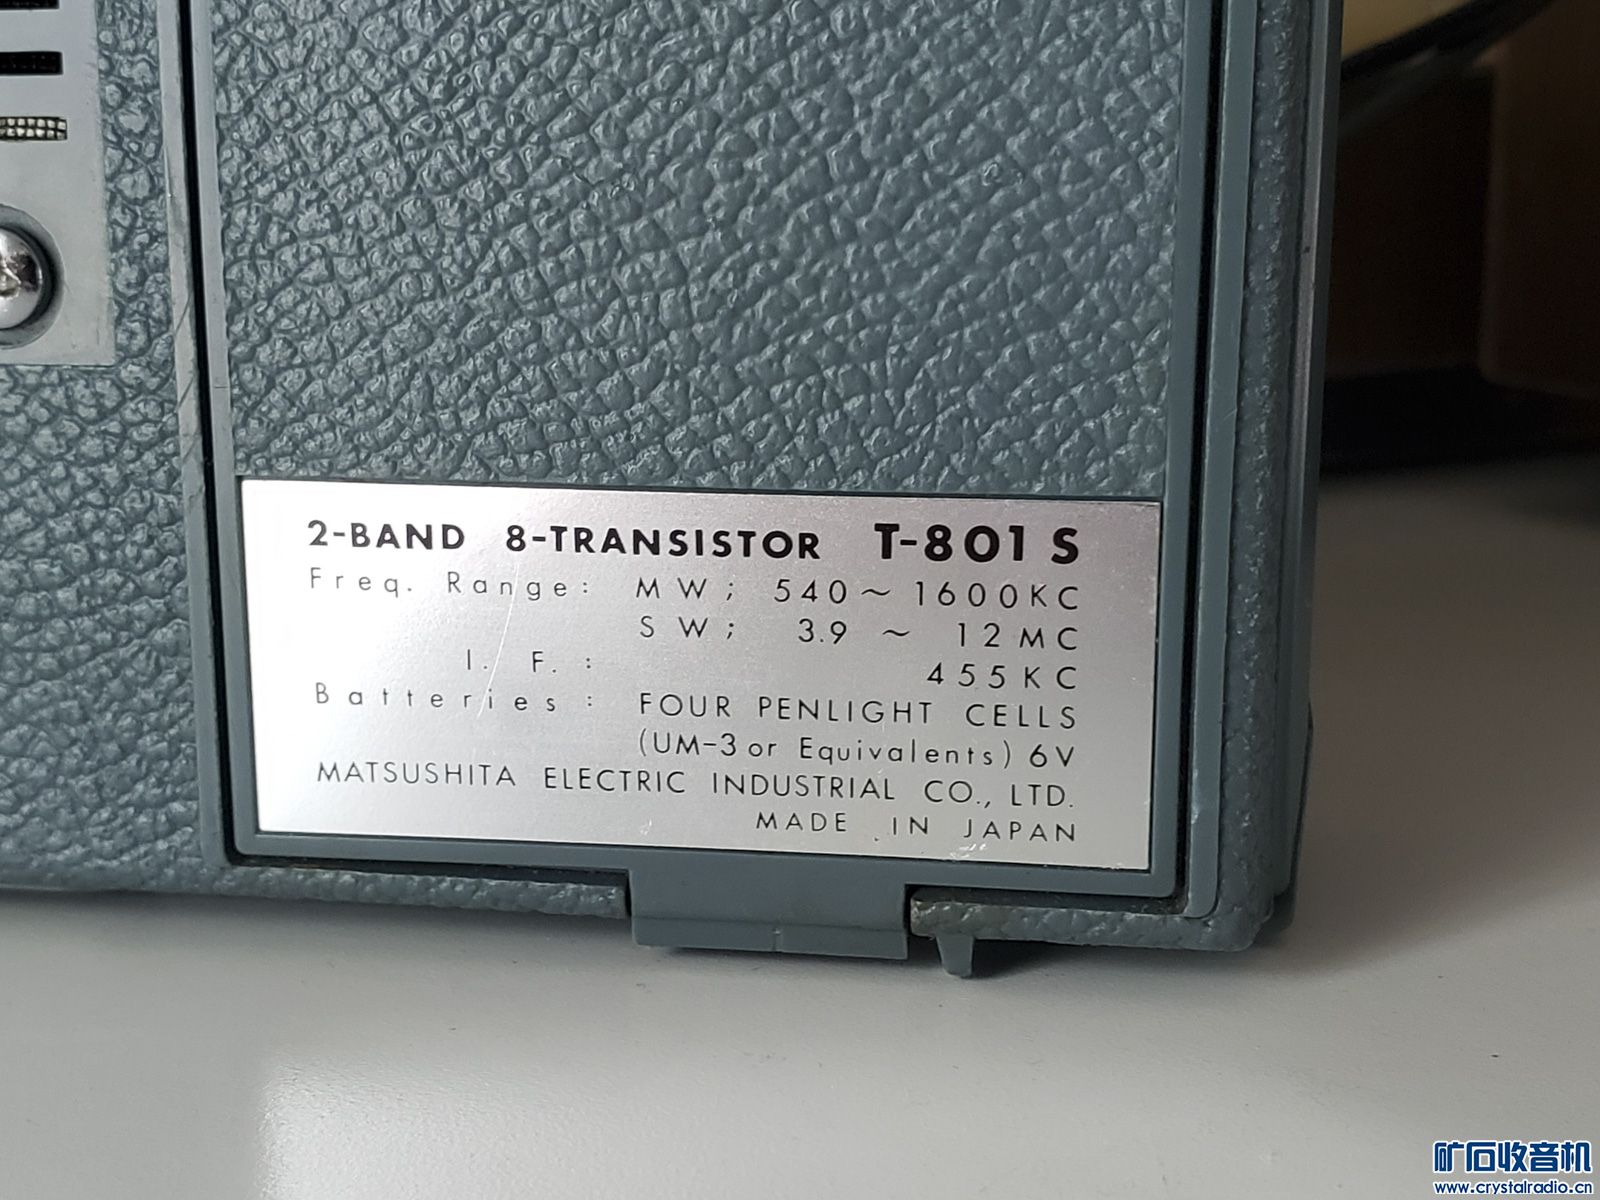 2-BAND 8-TRANSISTOR T-801 S
Freq. Range: MW; 540~1600KC
SW; 3.9 ~ 12MC
I. F. : 455KC
Batteries : FOUR PENLIGHT CELLS
(UM-3 or Equivalents) 6V
MATSUSHITA ELECTRIC INDUSTRIAL CO., LTD.
MADE IN JAPAN
矿石收音机
www.crystalradio.cn